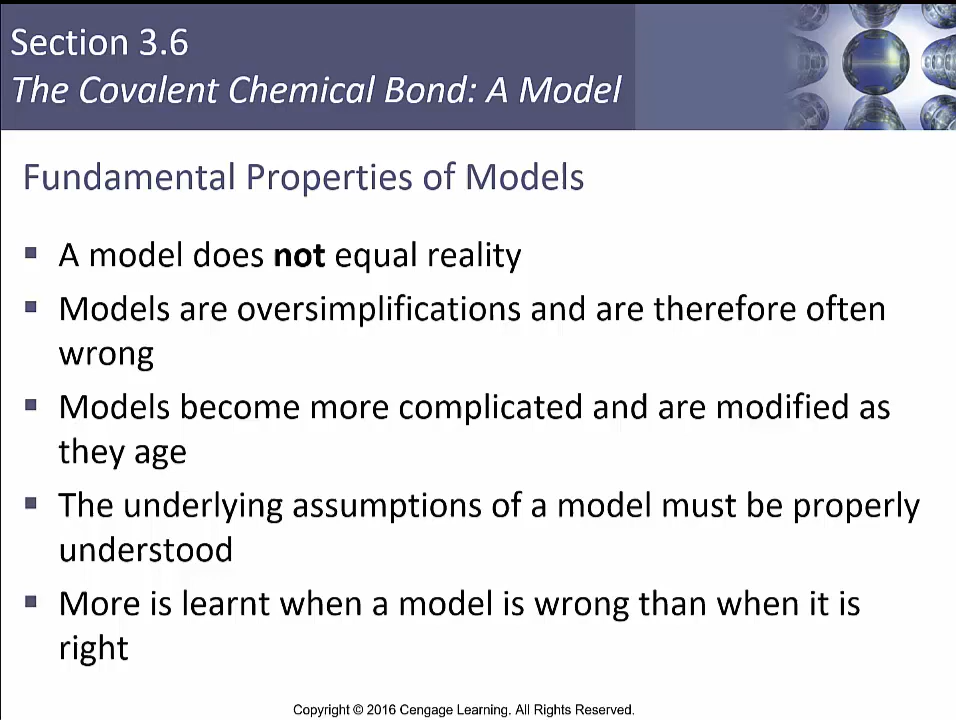 Section 3.6
The Covalent Chemical Bond: A Model
Fundamental Properties of Models
▪ A model does not equal reality
▪ Models are oversimplifications and are therefore often
wrong
▪ Models become more complicated and are modified as
they age
▪ The underlying assumptions of a model must be properly
understood
▪ More is learnt when a model is wrong than when it is
right
Copyright © 2016 Cengage Learning. All Rights Reserved.